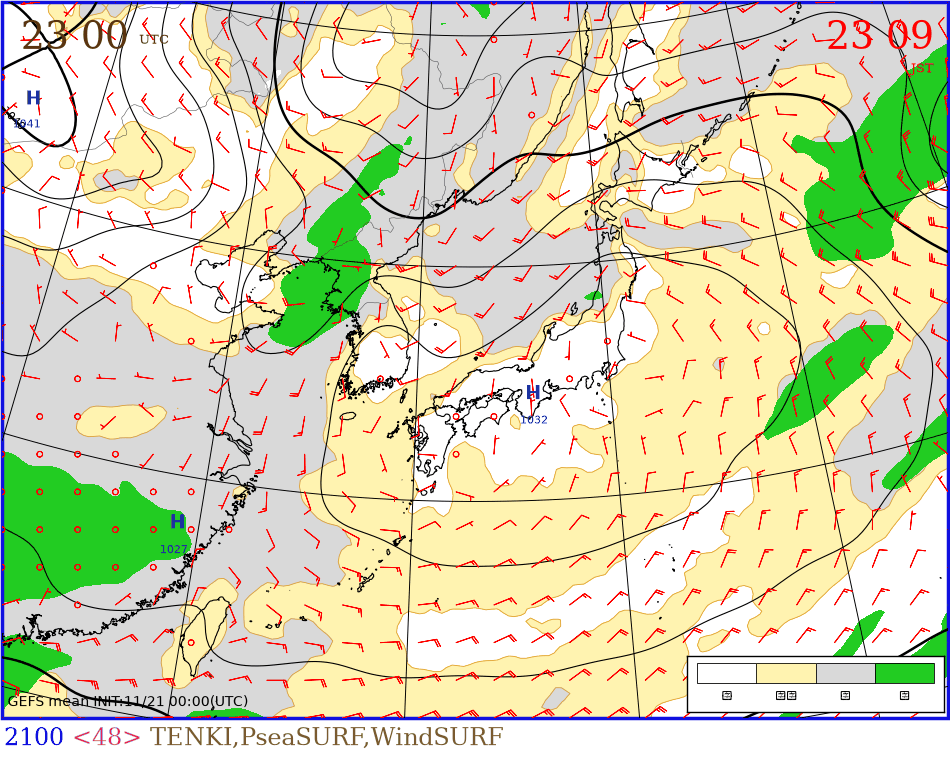 23 00 UTC
23 09 JST
H
1041
H
1032
H
1027
GEFS mean INIT:11/21 00:00(UTC)
2100 <48> TENKI,PseaSURF,WindSURF